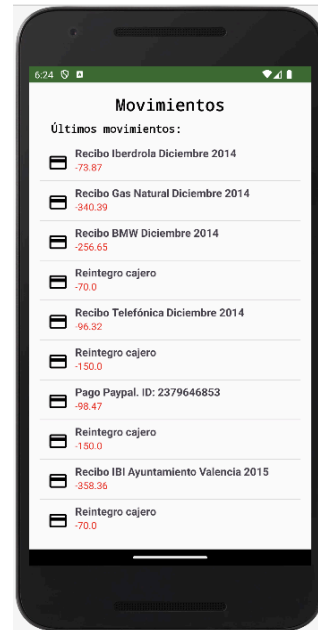 6:24
Movimientos
Últimos movimientos:
Recibo Iberdrola Diciembre 2014
-73.87
Recibo Gas Natural Diciembre 2014
-340.39
Recibo BMW Diciembre 2014
-256.65
Reintegro cajero
-70.0
Recibo Telefónica Diciembre 2014
-96.32
Reintegro cajero
-150.0
Pago Paypal. ID: 2379646853
-98.47
Reintegro cajero
-150.0
Recibo IBI Ayuntamiento Valencia 2015
-358.36
Reintegro cajero
-70.0